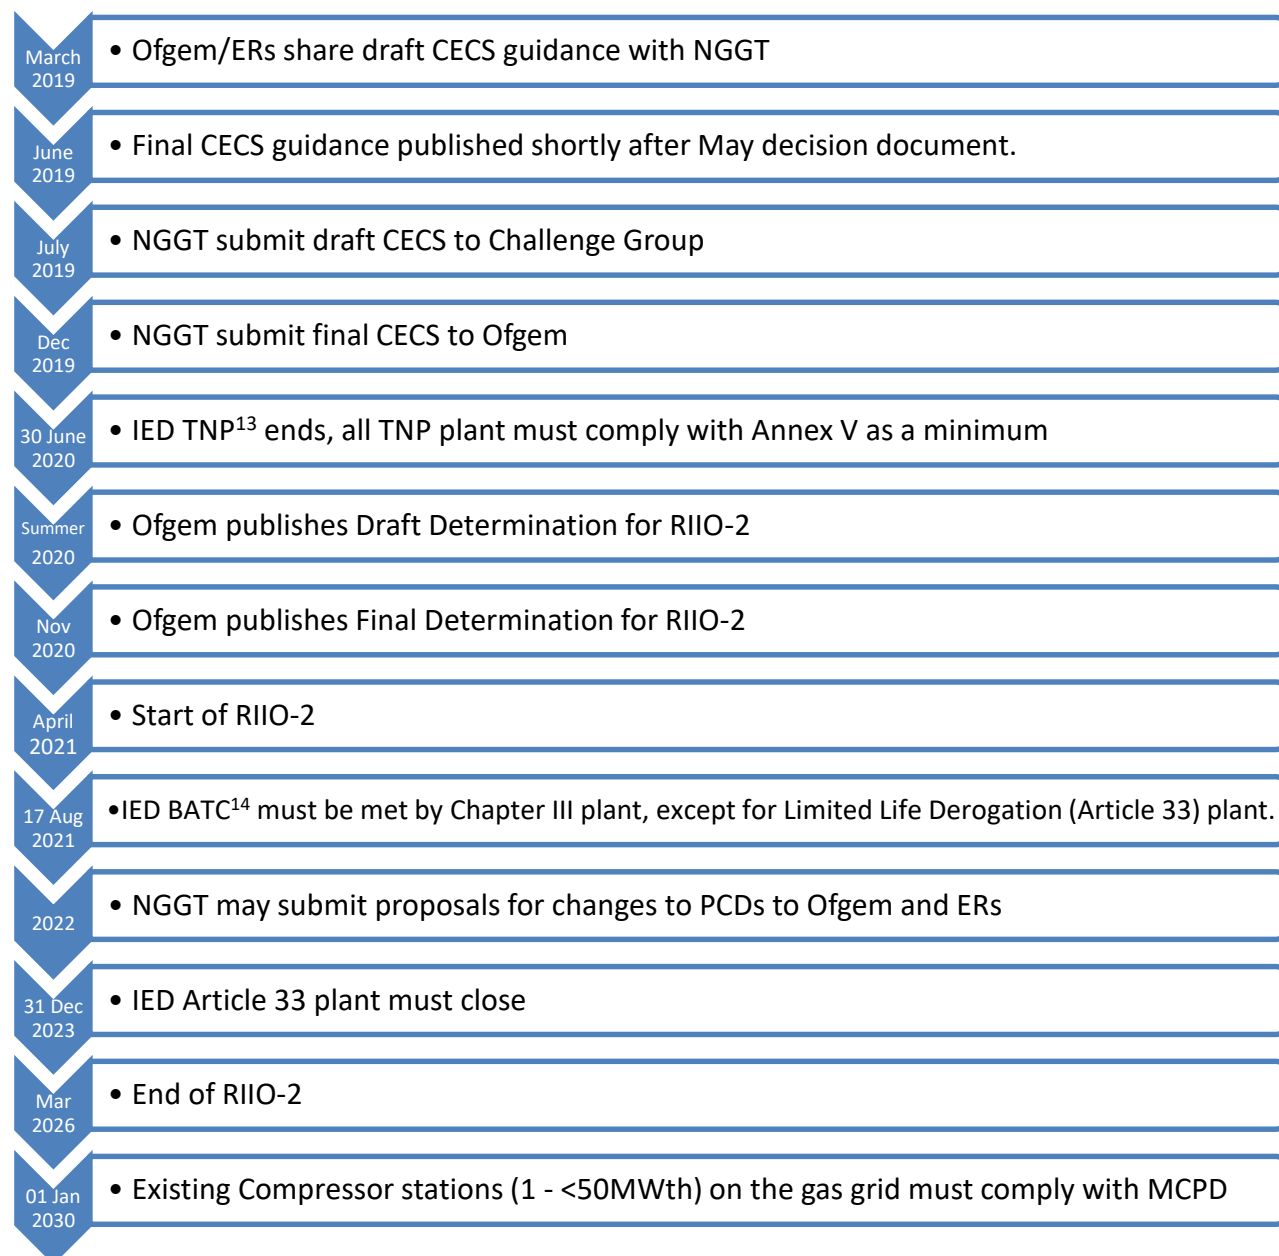 March
2019
• Ofgem/ERs share draft CECS guidance with NGGT
June
2019
• Final CECS guidance published shortly after May decision document.
July
2019
• NGGT submit draft CECS to Challenge Group
Dec
2019
• NGGT submit final CECS to Ofgem
30 June
2020
• IED TNP13 ends, all TNP plant must comply with Annex V as a minimum
Summer
2020
• Ofgem publishes Draft Determination for RIIO-2
Nov
2020
• Ofgem publishes Final Determination for RIIO-2
April
2021
• Start of RIIO-2
17 Aug
2021
•IED BATC14 must be met by Chapter III plant, except for Limited Life Derogation (Article 33) plant.
2022
• NGGT may submit proposals for changes to PCDs to Ofgem and ERs
31 Dec
2023
• IED Article 33 plant must close
Mar
2026
• End of RIIO-2
01 Jan
2030
• Existing Compressor stations (1 - <50MWth) on the gas grid must comply with MCPD